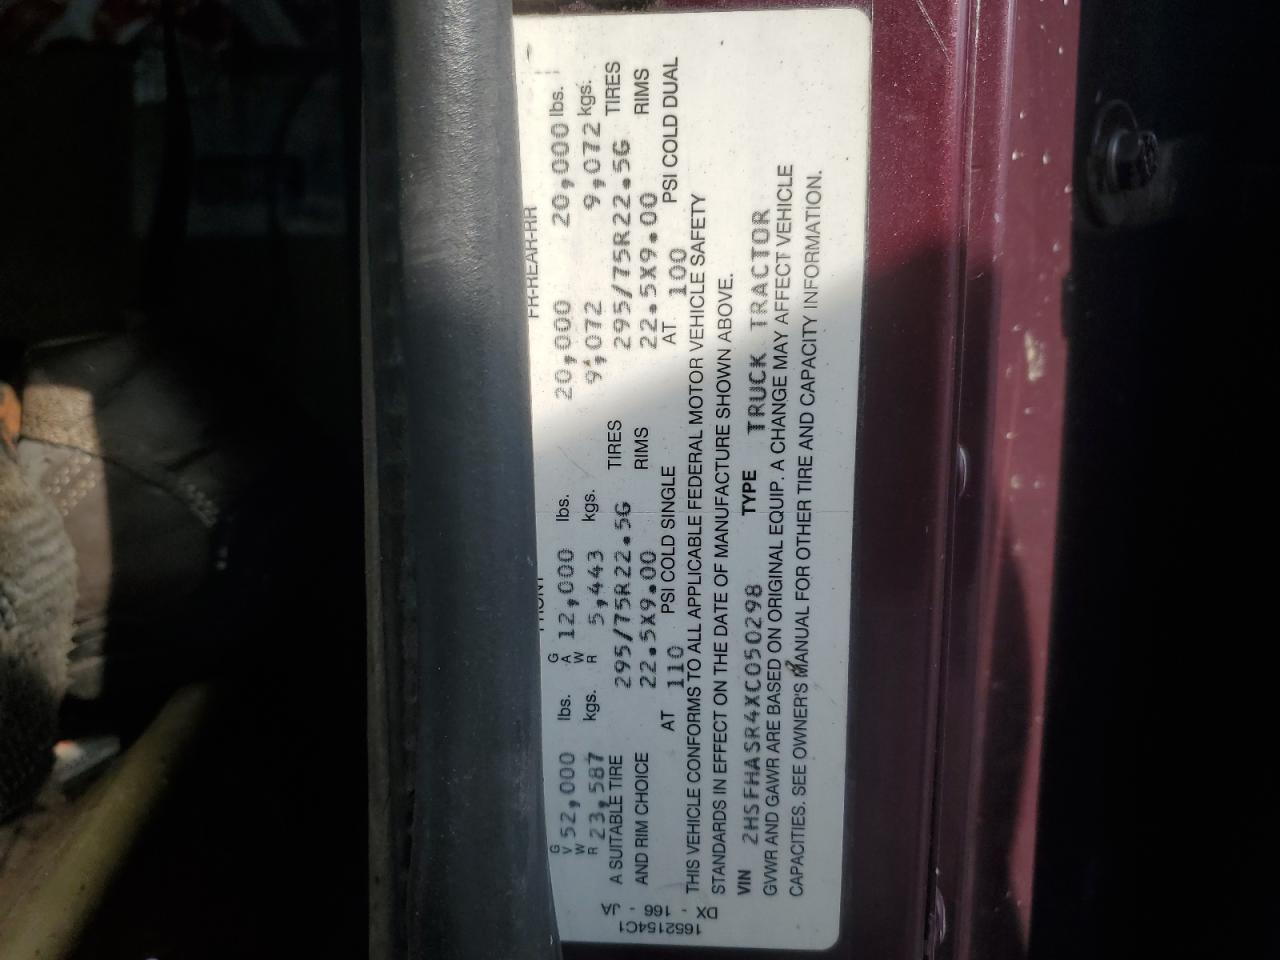 FRONT FR-REAR-RR
GVWR 52,000 lbs. GAWR 12,000 lbs. 20,000 20,000 lbs.
23,587 kgs. 5,443 kgs. 9,072 9,072 kgs.
A SUITABLE TIRE 295/75R22.5G TIRES 295/75R22.5G TIRES
AND RIM CHOICE 22.5X9.00 RIMS 22.5X9.00 RIMS
AT 110 PSI COLD SINGLE AT 100 PSI COLD DUAL
THIS VEHICLE CONFORMS TO ALL APPLICABLE FEDERAL MOTOR VEHICLE SAFETY
STANDARDS IN EFFECT ON THE DATE OF MANUFACTURE SHOWN ABOVE.
VIN 2HSFHASR4XC050298 TYPE TRUCK TRACTOR
GVWR AND GAWR ARE BASED ON ORIGINAL EQUIP. A CHANGE MAY AFFECT VEHICLE
CAPACITIES. SEE OWNER'S MANUAL FOR OTHER TIRE AND CAPACITY INFORMATION.
1652154C1
DX - 166 - JA